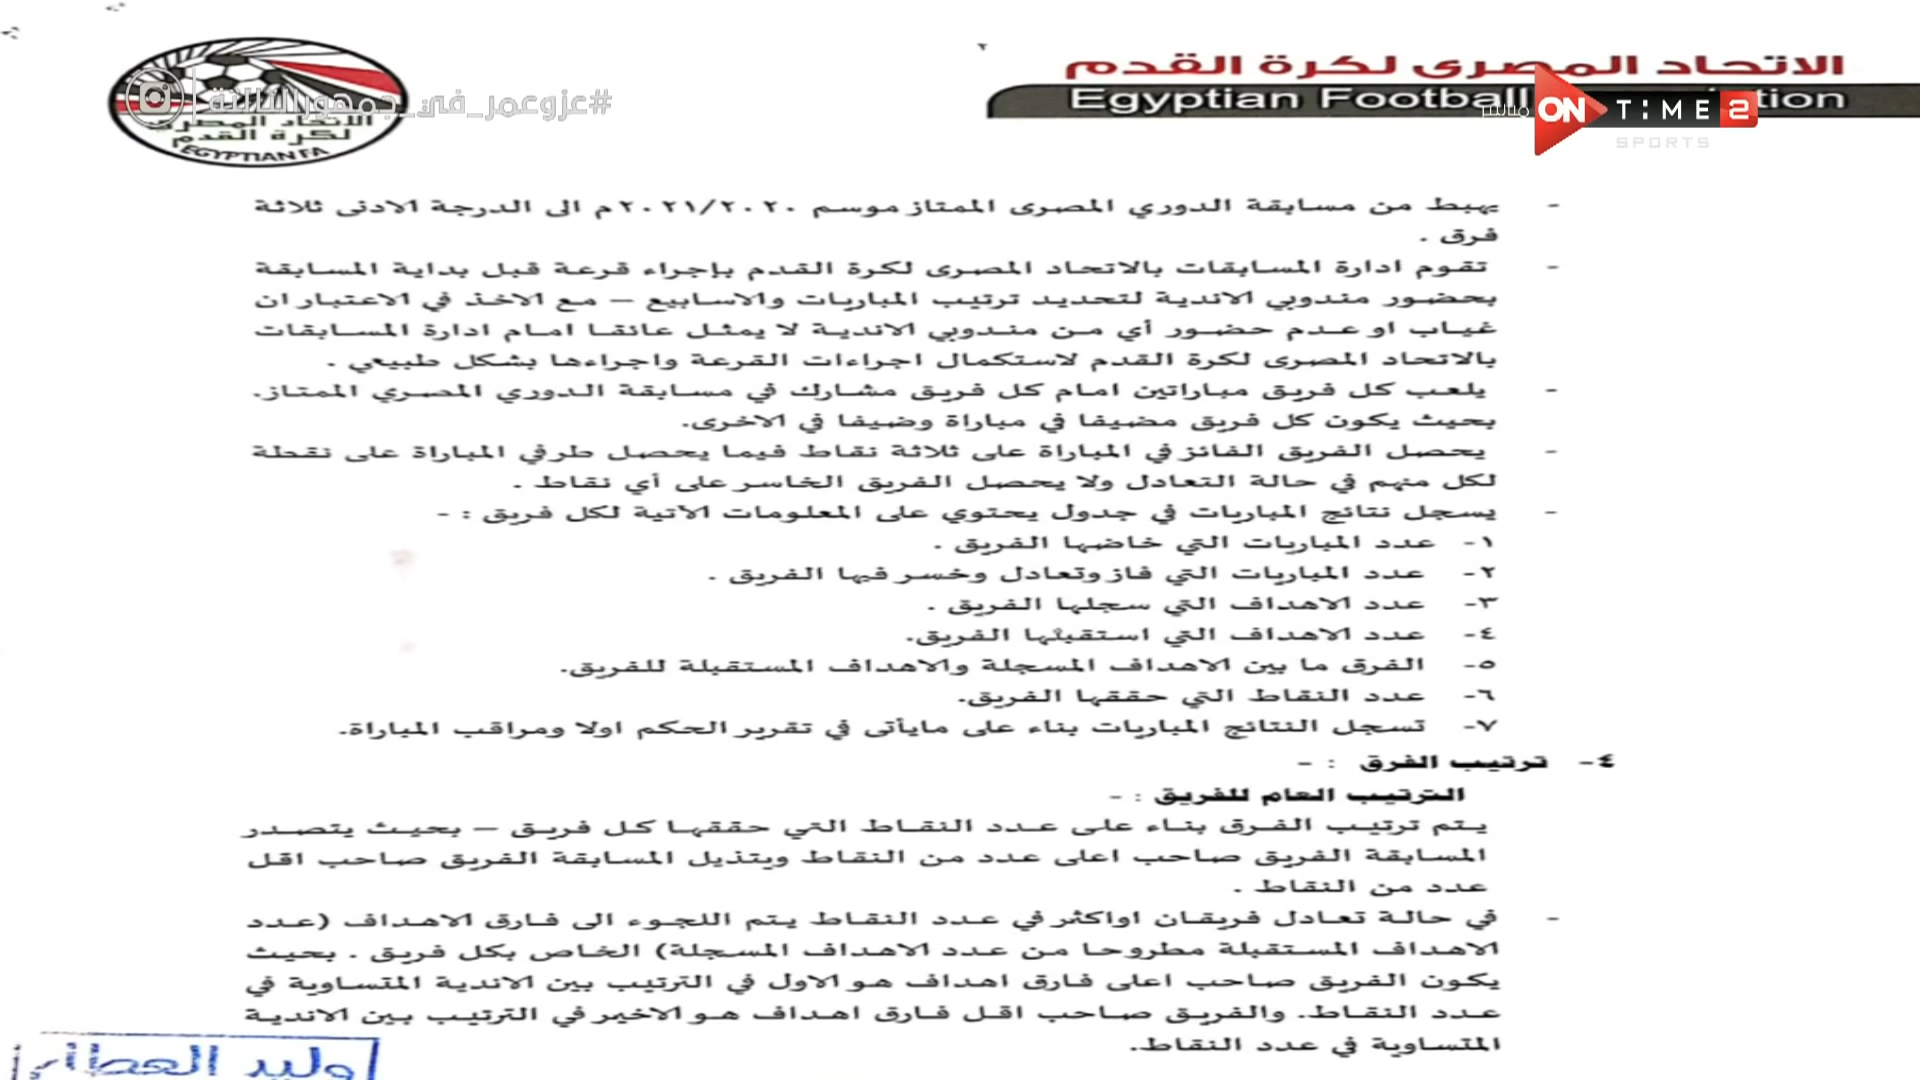 الاتحاد المصرى لكرة القدم
Egyptian Football
ON TIME 2
SPORTS
#عزوعمر_في_جمهورالتالتة
الاتحاد المصرى
لكرة القدم
EGYPTIAN FA
٢
- يهبط من مسابقة الدوري المصرى الممتاز موسم ٢٠٢١/٢٠٢٠م الى الدرجة الادنى ثلاثة
فرق .
- تقوم ادارة المسابقات بالاتحاد المصرى لكرة القدم بإجراء قرعة قبل بداية المسابقة
بحضور مندوبي الاندية لتحديد ترتيب المباريات والاسابيع – مع الاخذ في الاعتبار ان
غياب او عدم حضور أي من مندوبي الاندية لا يمثل عائقا امام ادارة المسابقات
بالاتحاد المصرى لكرة القدم لاستكمال اجراءات القرعة واجراءها بشكل طبيعي .
- يلعب كل فريق مباراتين امام كل فريق مشارك في مسابقة الدوري المصري الممتاز.
بحيث يكون كل فريق مضيفا في مباراة وضيفا في الاخرى.
- يحصل الفريق الفائز في المباراة على ثلاثة نقاط فيما يحصل طرفي المباراة على نقطة
لكل منهم في حالة التعادل ولا يحصل الفريق الخاسر على أي نقاط .
- يسجل نتائج المباريات في جدول يحتوي على المعلومات الآتية لكل فريق : -
١- عدد المباريات التي خاضها الفريق .
٢- عدد المباريات التي فاز وتعادل وخسر فيها الفريق .
٣- عدد الاهداف التي سجلها الفريق .
٤- عدد الاهداف التي استقبلها الفريق.
٥- الفرق ما بين الاهداف المسجلة والاهداف المستقبلة للفريق.
٦- عدد النقاط التي حققها الفريق.
٧- تسجل النتائج المباريات بناء على مايأتى في تقرير الحكم اولا ومراقب المباراة.
٤- ترتيب الفرق : -
الترتيب العام للفريق : -
يتم ترتيب الفرق بناء على عدد النقاط التي حققها كل فريق – بحيث يتصدر
المسابقة الفريق صاحب اعلى عدد من النقاط ويتذيل المسابقة الفريق صاحب اقل
عدد من النقاط .
- في حالة تعادل فريقان اواكثر في عدد النقاط يتم اللجوء الى فارق الاهداف (عدد
الاهداف المستقبلة مطروحا من عدد الاهداف المسجلة) الخاص بكل فريق . بحيث
يكون الفريق صاحب اعلى فارق اهداف هو الاول في الترتيب بين الاندية المتساوية في
عدد النقاط. والفريق صاحب اقل فارق اهداف هو الاخير في الترتيب بين الاندية
المتساوية في عدد النقاط.
وليد العطار